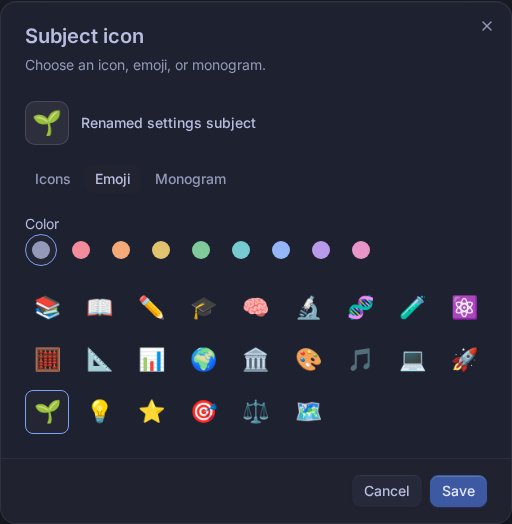 Subject icon
Choose an icon, emoji, or monogram.
Renamed settings subject
Icons Emoji Monogram
Color
Cancel Save